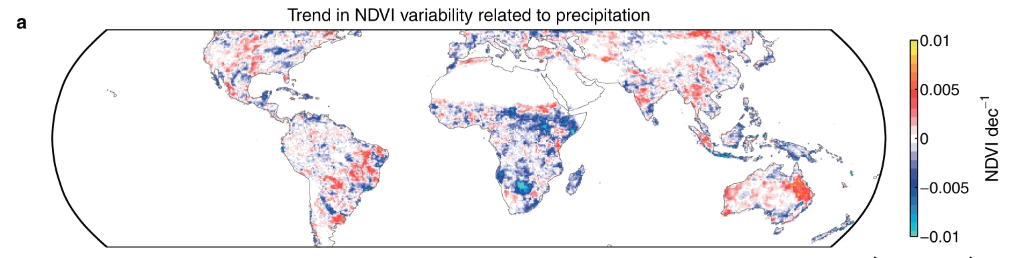 a
Trend in NDVI variability related to precipitation
0.01
0.005
0
−0.005
−0.01
NDVI dec⁻¹